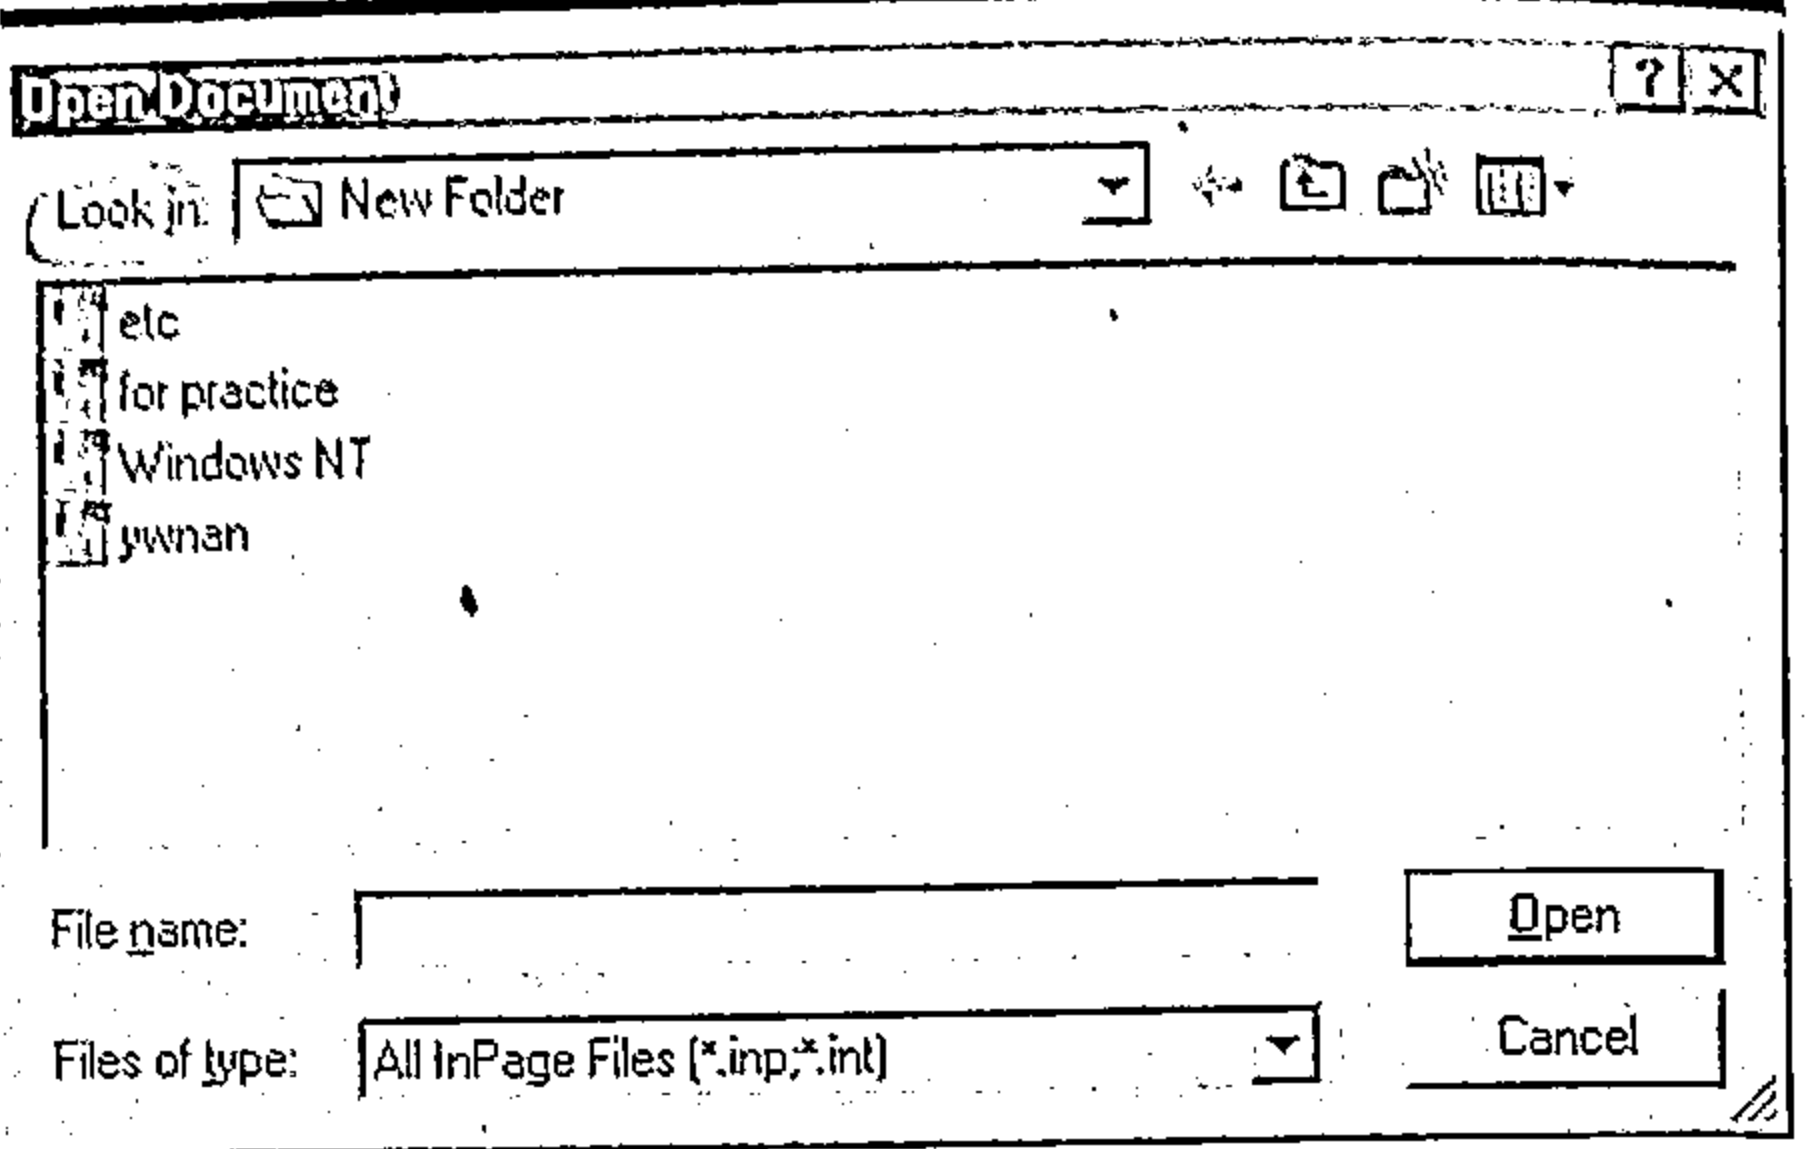 Open Document
Look in: New Folder
etc
for practice
Windows NT
ywnan
File name:
Open
Files of type: All InPage Files (*.inp;*.int)
Cancel